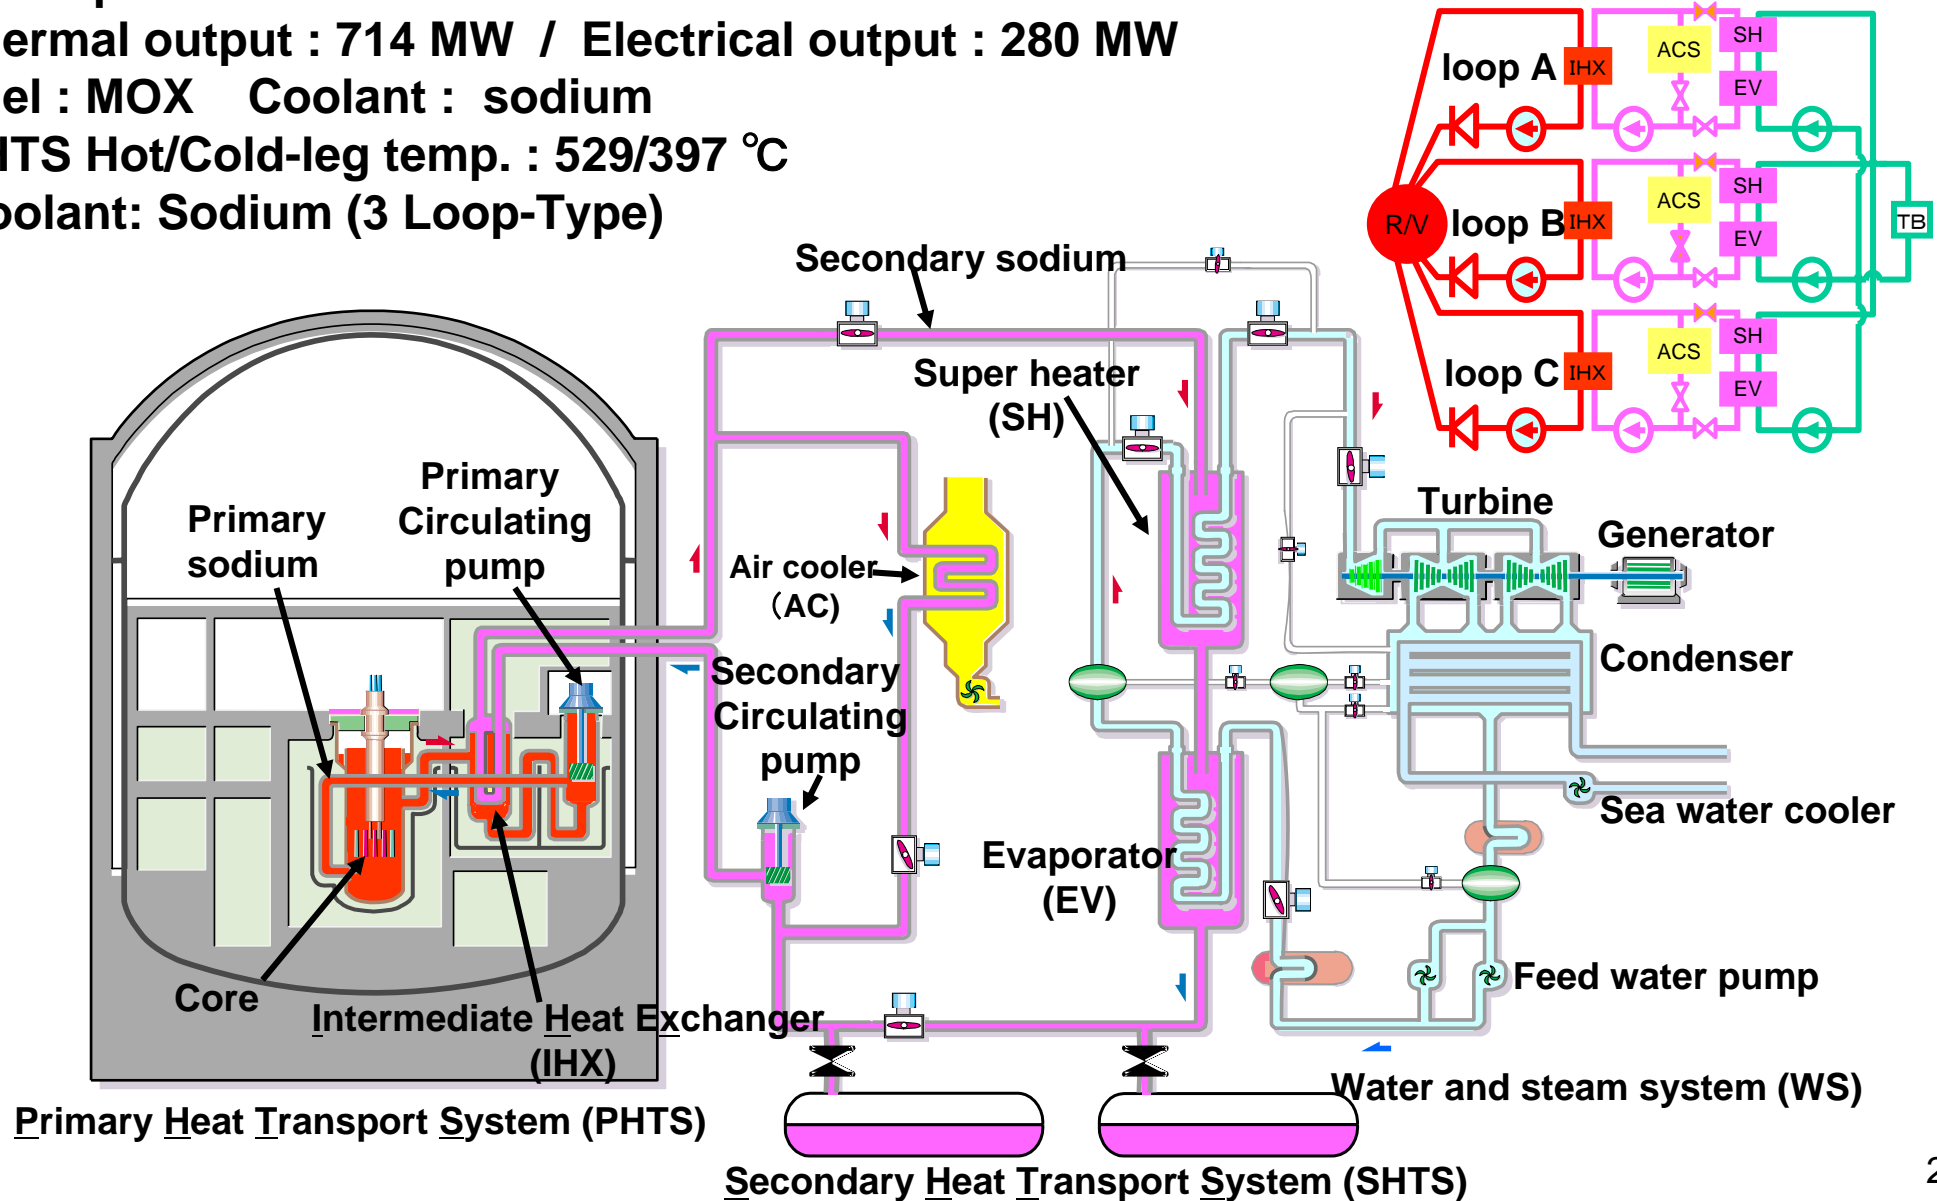 ermal output : 714 MW / Electrical output : 280 MW
el : MOX Coolant : sodium
HTS Hot/Cold-leg temp. : 529/397 ℃
oolant: Sodium (3 Loop-Type)
loop A
IHX
ACS
SH
EV
R/V
loop B
IHX
ACS
SH
EV
TB
loop C
IHX
ACS
SH
EV
Secondary sodium
Super heater
(SH)
Primary
Circulating
pump
Primary
sodium
Air cooler
(AC)
Turbine
Generator
Condenser
Secondary
Circulating
pump
Sea water cooler
Evaporator
(EV)
Feed water pump
Core
Intermediate Heat Exchanger
(IHX)
Water and steam system (WS)
Primary Heat Transport System (PHTS)
Secondary Heat Transport System (SHTS)
2